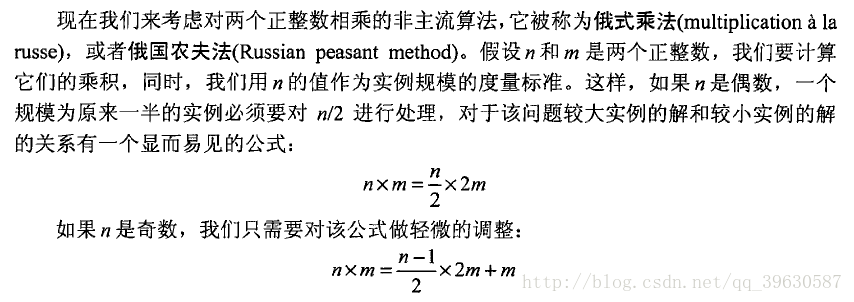 现在我们来考虑对两个正整数相乘的非主流算法，它被称为俄式乘法(multiplication à la
russe)，或者俄国农夫法(Russian peasant method)。假设 n 和 m 是两个正整数，我们要计算
它们的乘积，同时，我们用 n 的值作为实例规模的度量标准。这样，如果 n 是偶数，一个
规模为原来一半的实例必须要对 n/2 进行处理，对于该问题较大实例的解和较小实例的解
的关系有一个显而易见的公式：
n×m=n/2×2m
如果 n 是奇数，我们只需要对该公式做轻微的调整：
n×m=(n−1)/2×2m+m
http://blog.csdn.net/qq_39630587